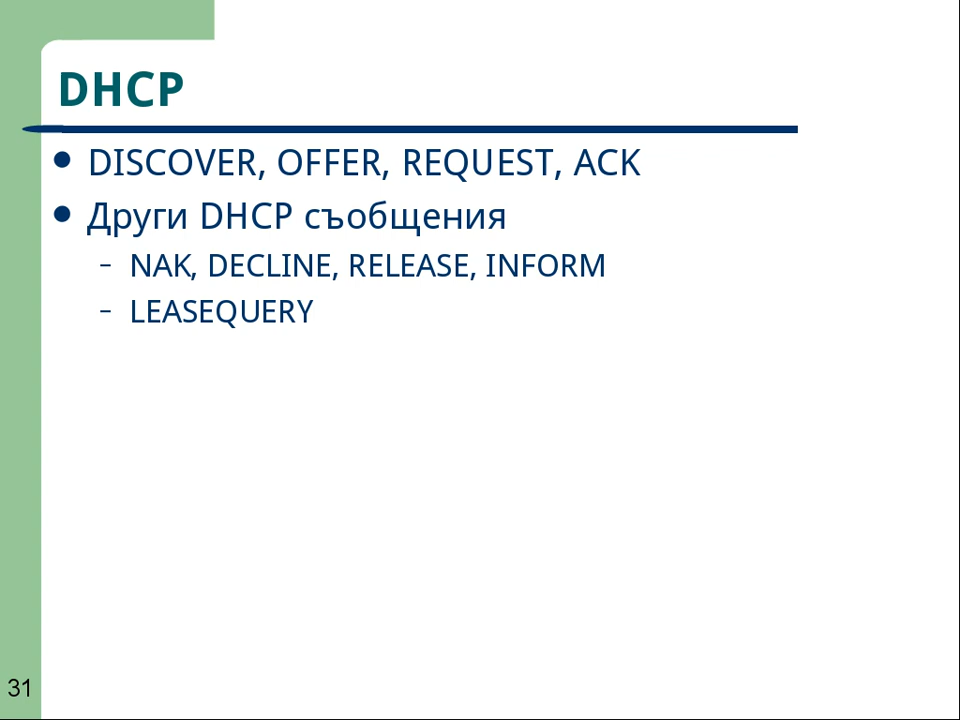 DHCP
● DISCOVER, OFFER, REQUEST, ACK
● Други DHCP съобщения
– NAK, DECLINE, RELEASE, INFORM
– LEASEQUERY
31